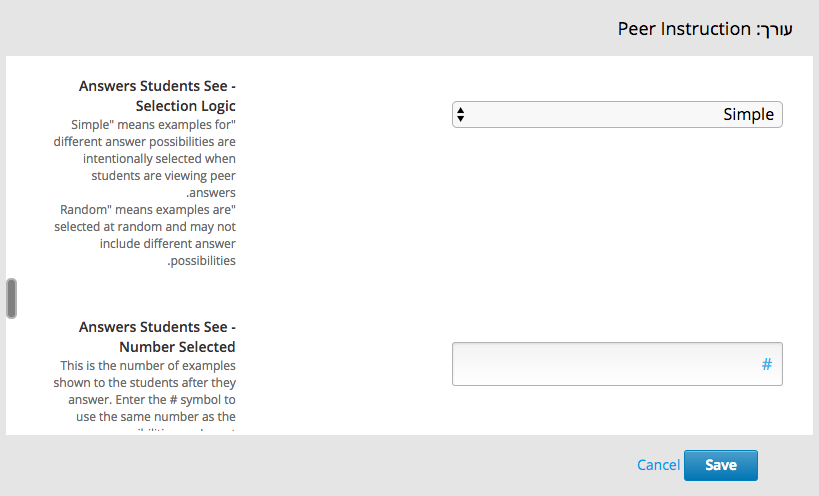 עורך: Peer Instruction
Answers Students See -
Selection Logic
Simple" means examples for"
different answer possibilities are
intentionally selected when
students are viewing peer
.answers
Random" means examples are"
selected at random and may not
include different answer
.possibilities
Simple
Answers Students See -
Number Selected
This is the number of examples
shown to the students after they
answer. Enter the # symbol to
use the same number as the
#
Cancel
Save